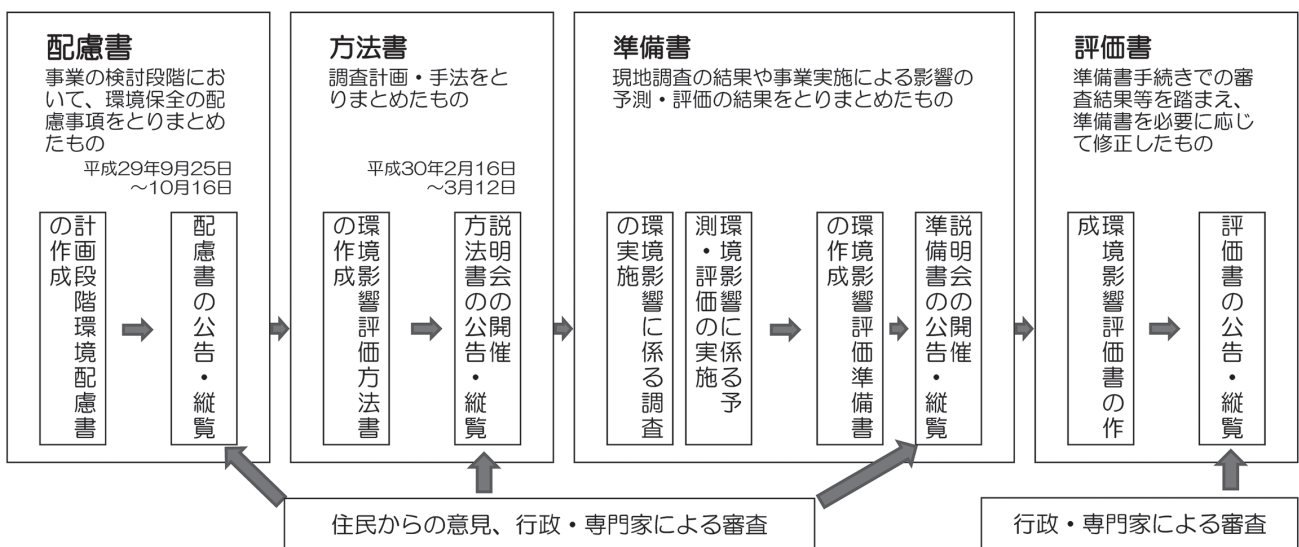 配慮書
事業の検討段階にお
いて、環境保全の配
慮事項をとりまとめ
たもの
平成29年9月25日
～10月16日
計画段階環境配慮書
の作成
配慮書の公告・縦覧
方法書
調査計画・手法をと
りまとめたもの
平成30年2月16日
～3月12日
環境影響評価方法書
の作成
説明会の開催
方法書の公告・縦覧
準備書
現地調査の結果や事業実施による影響の
予測・評価の結果をとりまとめたもの
環境影響に係る調査
の実施
環境影響に係る予
測・評価の実施
環境影響評価準備書
の作成
説明会の開催
準備書の公告・縦覧
評価書
準備書手続きでの審
査結果等を踏まえ、
準備書を必要に応じ
て修正したもの
環境影響評価書の作
成
評価書の公告・縦覧
住民からの意見、行政・専門家による審査
行政・専門家による審査